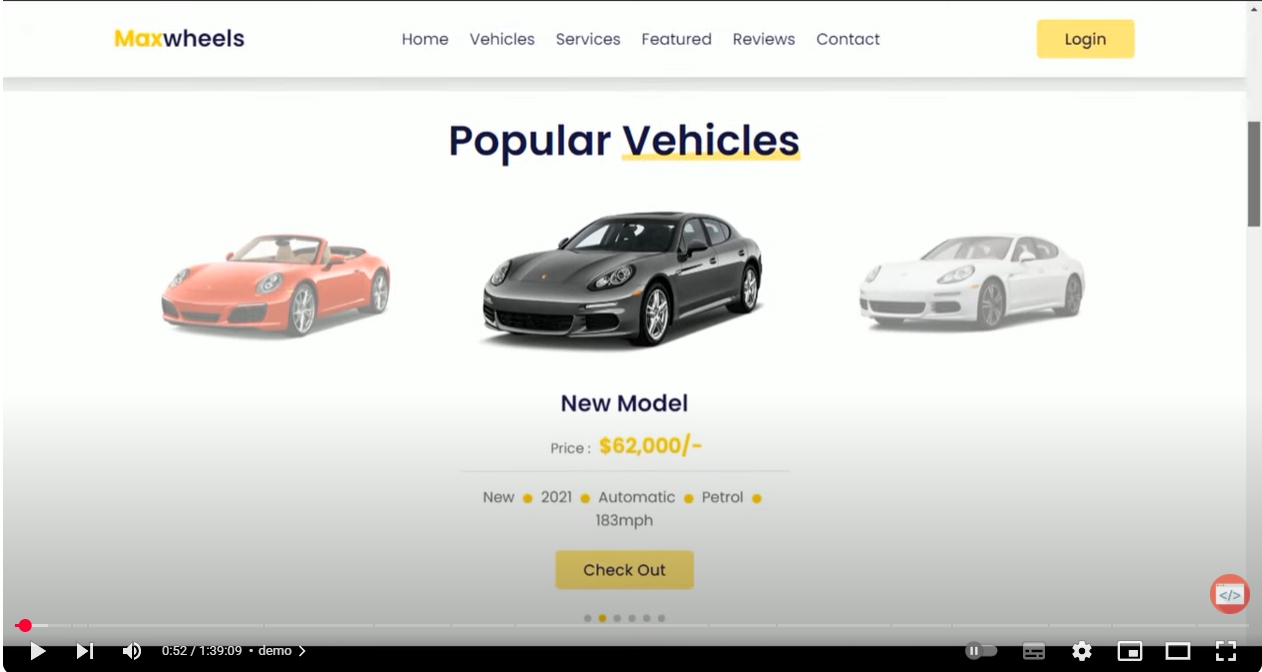 Maxwheels Home Vehicles Services Featured Reviews Contact Login
Popular Vehicles
New Model
Price : $62,000/-
New 2021 Automatic Petrol
183mph
Check Out
</>
0:52 / 1:39:09 • demo